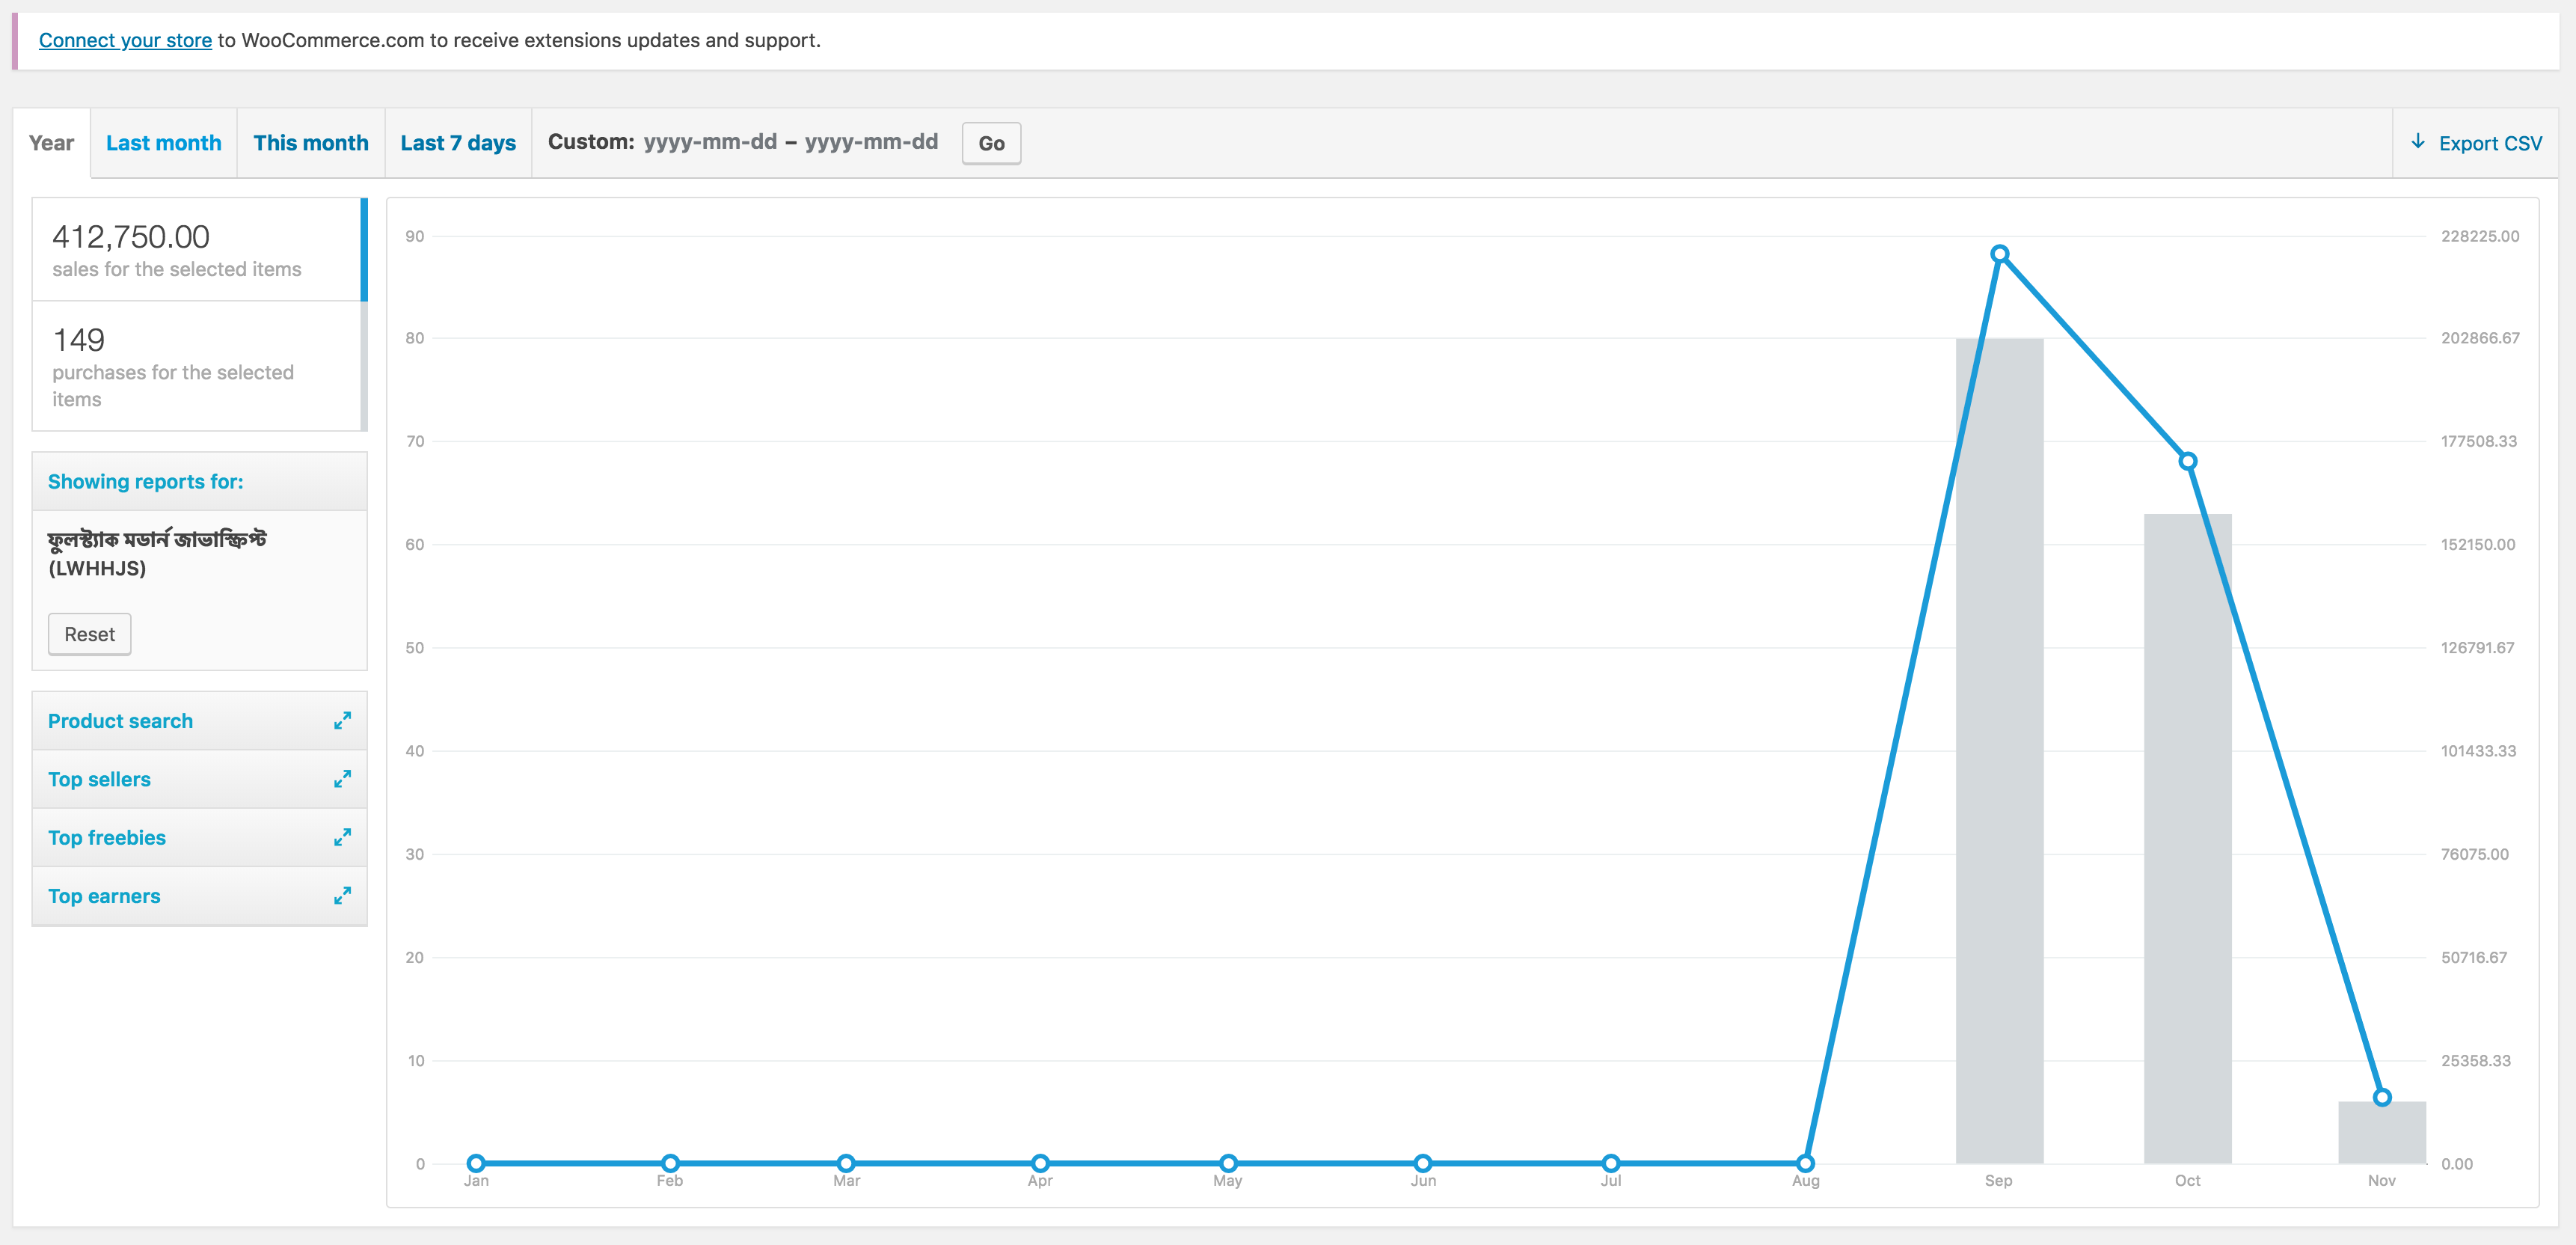 Connect your store to WooCommerce.com to receive extensions updates and support.
Year Last month This month Last 7 days Custom: yyyy-mm-dd – yyyy-mm-dd Go Export CSV
412,750.00
sales for the selected items
149
purchases for the selected
items
Showing reports for:
ফুলস্ট্যাক মডার্ন জাভাস্ক্রিপ্ট
(LWHHJS)
Reset
Product search
Top sellers
Top freebies
Top earners
90 228225.00
80 202866.67
70 177508.33
60 152150.00
50 126791.67
40 101433.33
30 76075.00
20 50716.67
10 25358.33
0 0.00
Jan Feb Mar Apr May Jun Jul Aug Sep Oct Nov